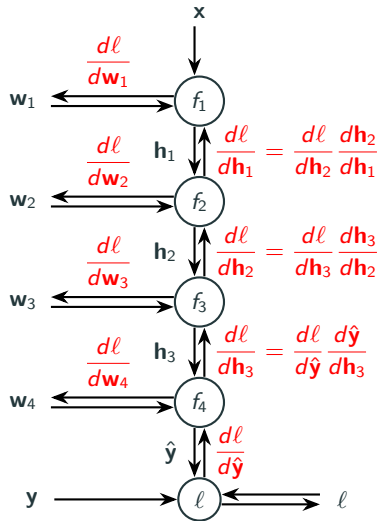 x
dℓ/dw₁
w₁ f₁
dℓ/dw₂ h₁ dℓ/dh₁ = dℓ/dh₂ dh₂/dh₁
w₂ f₂
dℓ/dw₃ h₂ dℓ/dh₂ = dℓ/dh₃ dh₃/dh₂
w₃ f₃
dℓ/dw₄ h₃ dℓ/dh₃ = dℓ/dŷ dŷ/dh₃
w₄ f₄
ŷ dℓ/dŷ
y ℓ ℓ